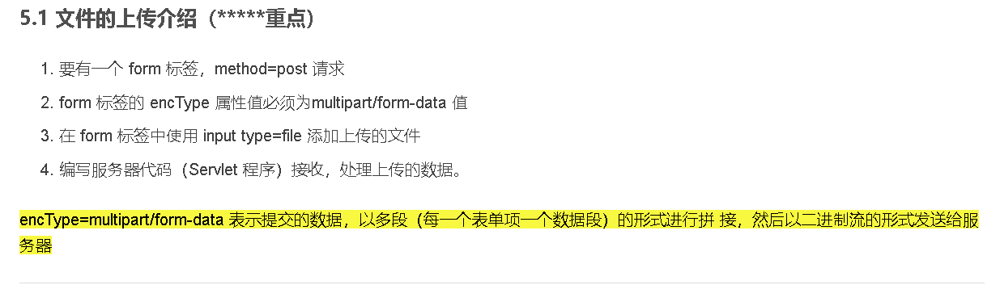 5.1 文件的上传介绍（*****重点）
1. 要有一个 form 标签，method=post 请求
2. form 标签的 encType 属性值必须为multipart/form-data 值
3. 在 form 标签中使用 input type=file 添加上传的文件
4. 编写服务器代码（Servlet 程序）接收，处理上传的数据。
encType=multipart/form-data 表示提交的数据，以多段（每一个表单项一个数据段）的形式进行拼 接，然后以二进制流的形式发送给服
务器